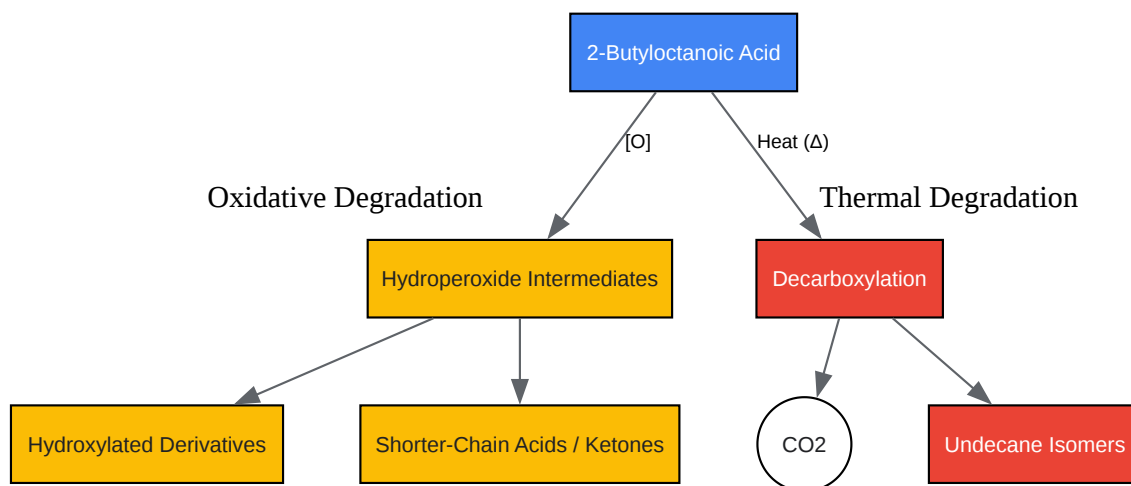 2-Butyloctanoic Acid
[O]
Heat (Δ)
Oxidative Degradation
Thermal Degradation
Hydroperoxide Intermediates
Decarboxylation
Hydroxylated Derivatives
Shorter-Chain Acids / Ketones
CO2
Undecane Isomers